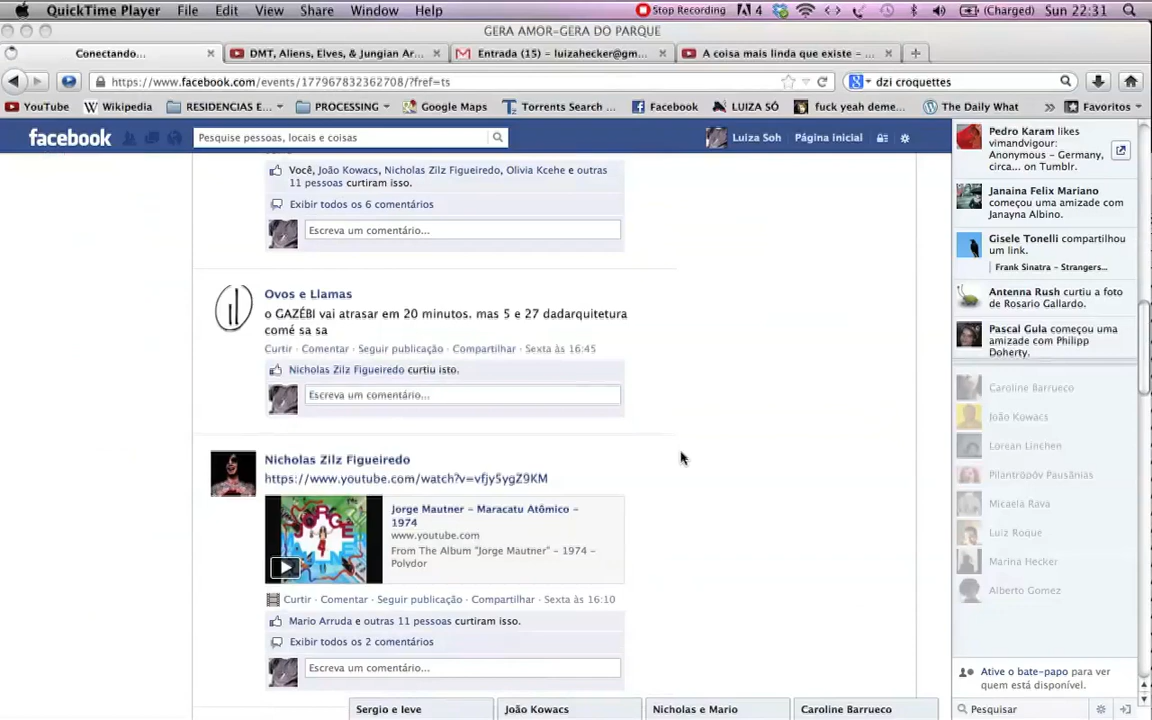 QuickTime Player File Edit View Share Window Help Stop Recording 4 (Charged) Sun 22:31
GERA AMOR=GERA DO PARQUE
Conectando... DMT, Aliens, Elves, & Jungian Ar... Entrada (15) = luizahecker@gm... A coisa mais linda que existe = ...
https://www.facebook.com/events/177967832362708/?fref=ts dzi croquettes
YouTube Wikipedia RESIDENCIAS E... PROCESSING Google Maps Torrents Search ... Facebook LUIZA SÓ fuck yeah deme... The Daily What Favoritos
facebook Pesquise pessoas, locais e coisas Luiza Soh Página inicial
Você, João Kowacs, Nicholas Zilz Figueiredo, Olivia Kcehe e outras
11 pessoas curtiram isso.
Exibir todos os 6 comentários
Escreva um comentário...
Ovos e Llamas
o GAZÉBI vai atrasar em 20 minutos. mas 5 e 27 dadarquitetura
comé sa sa
Curtir · Comentar · Seguir publicação · Compartilhar · Sexta às 16:45
Nicholas Zilz Figueiredo curtiu isto.
Escreva um comentário...
Nicholas Zilz Figueiredo
https://www.youtube.com/watch?v=vfjy5ygZ9KM
Jorge Mautner - Maracatu Atômico -
1974
www.youtube.com
From The Album "Jorge Mautner" - 1974 -
Polydor
Curtir · Comentar · Seguir publicação · Compartilhar · Sexta às 16:10
Mario Arruda e outras 11 pessoas curtiram isso.
Exibir todos os 2 comentários
Escreva um comentário...
Pedro Karam likes
vimandvigour:
Anonymous - Germany,
circa... on Tumblr.
Janaina Felix Mariano
começou uma amizade com
Janayna Albino.
Gisele Tonelli compartilhou
um link.
Frank Sinatra - Strangers...
Antenna Rush curtiu a foto
de Rosario Gallardo.
Pascal Gula começou uma
amizade com Philipp
Doherty.
Caroline Barrueco
João Kowacs
Lorean Linchen
Pilantröpöv Pausânias
Micaela Rava
Luiz Roque
Marina Hecker
Alberto Gomez
Ative o bate-papo para ver
quem está disponível.
Sergio e Ieve João Kowacs Nicholas e Mario Caroline Barrueco Pesquisar